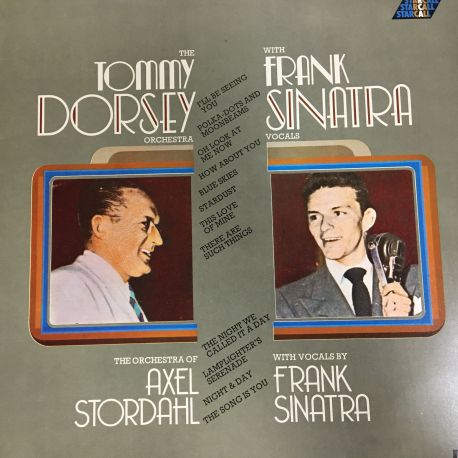 STARCALL
STARCALL
STARCALL
THE
TOMMY
DORSEY
ORCHESTRA
WITH
FRANK
SINATRA
VOCALS
I'LL BE SEEING
YOU
POLKA DOTS AND
MOONBEAMS
OH LOOK AT
ME NOW
HOW ABOUT YOU
BLUE SKIES
STARDUST
THIS LOVE
OF MINE
THERE ARE
SUCH THINGS
THE NIGHT WE
CALLED IT A DAY
LAMPLIGHTER'S
SERENADE
NIGHT & DAY
THE SONG IS YOU
THE ORCHESTRA OF
AXEL
STORDAHL
WITH VOCALS BY
FRANK
SINATRA